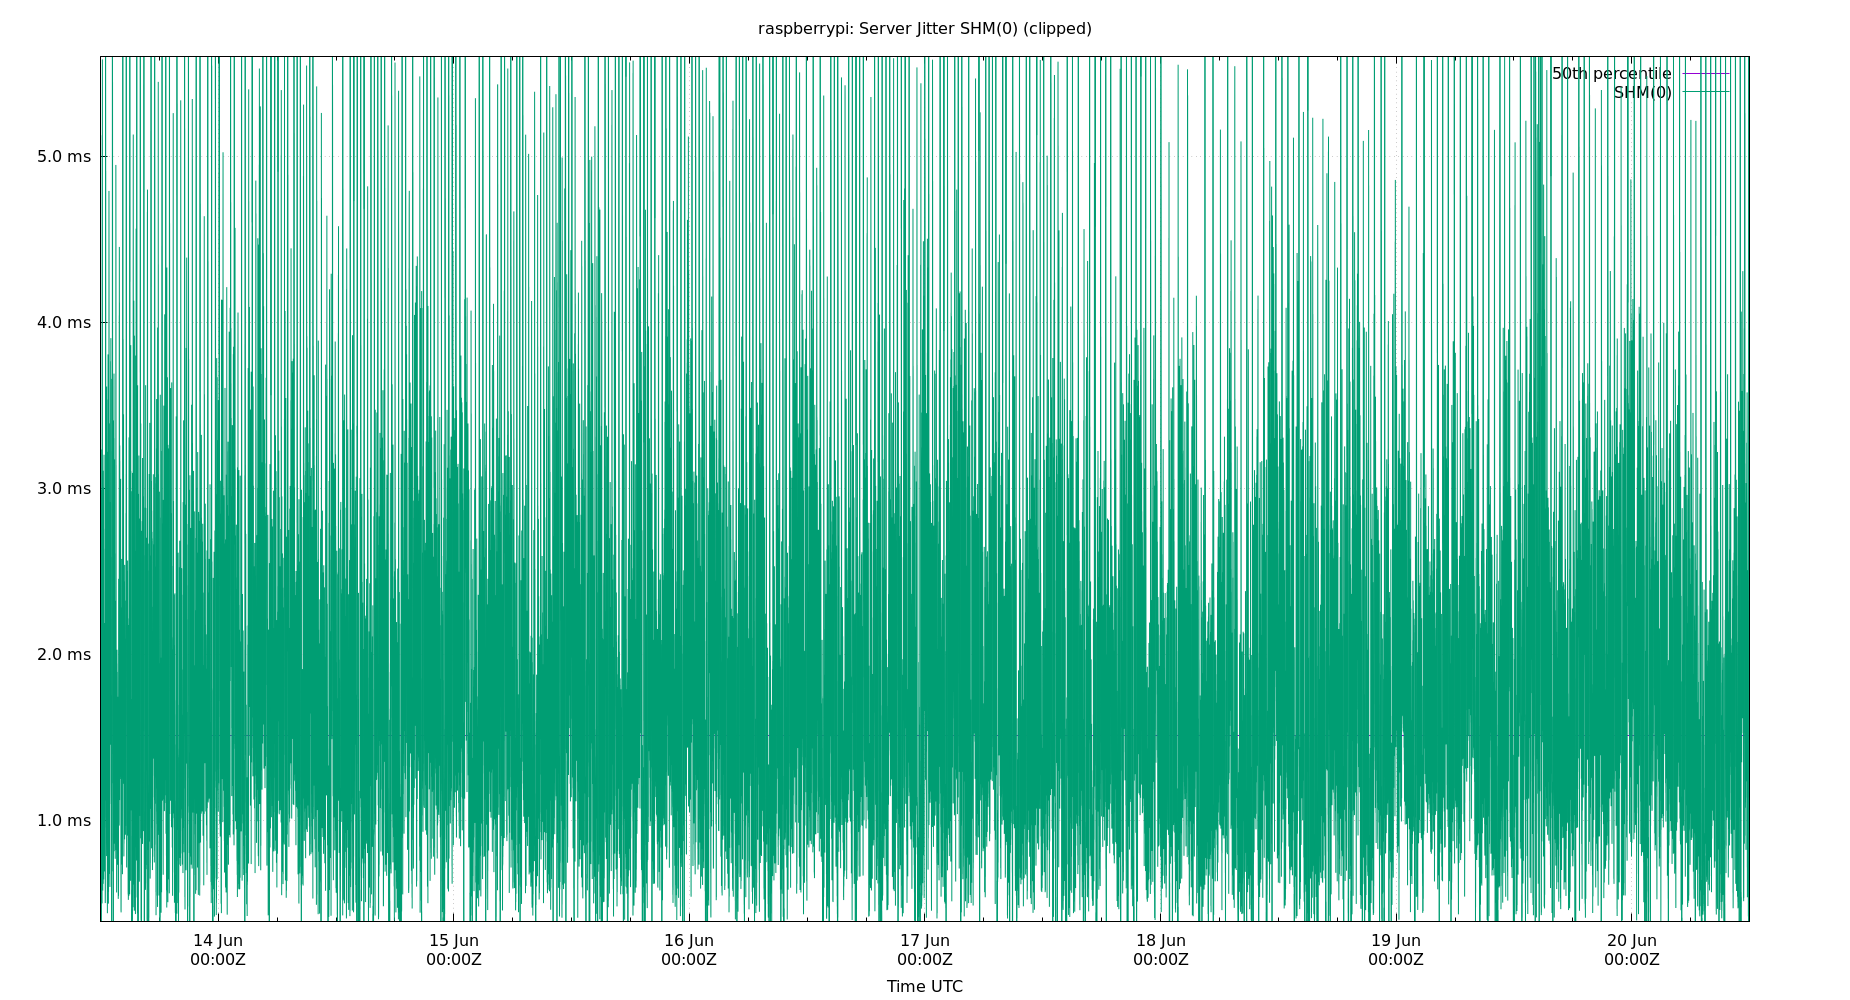 raspberrypi: Server Jitter SHM(0) (clipped)
50th percentile
SHM(0)
5.0 ms
4.0 ms
3.0 ms
2.0 ms
1.0 ms
14 Jun 15 Jun 16 Jun 17 Jun 18 Jun 19 Jun 20 Jun
00:00Z 00:00Z 00:00Z 00:00Z 00:00Z 00:00Z 00:00Z
Time UTC